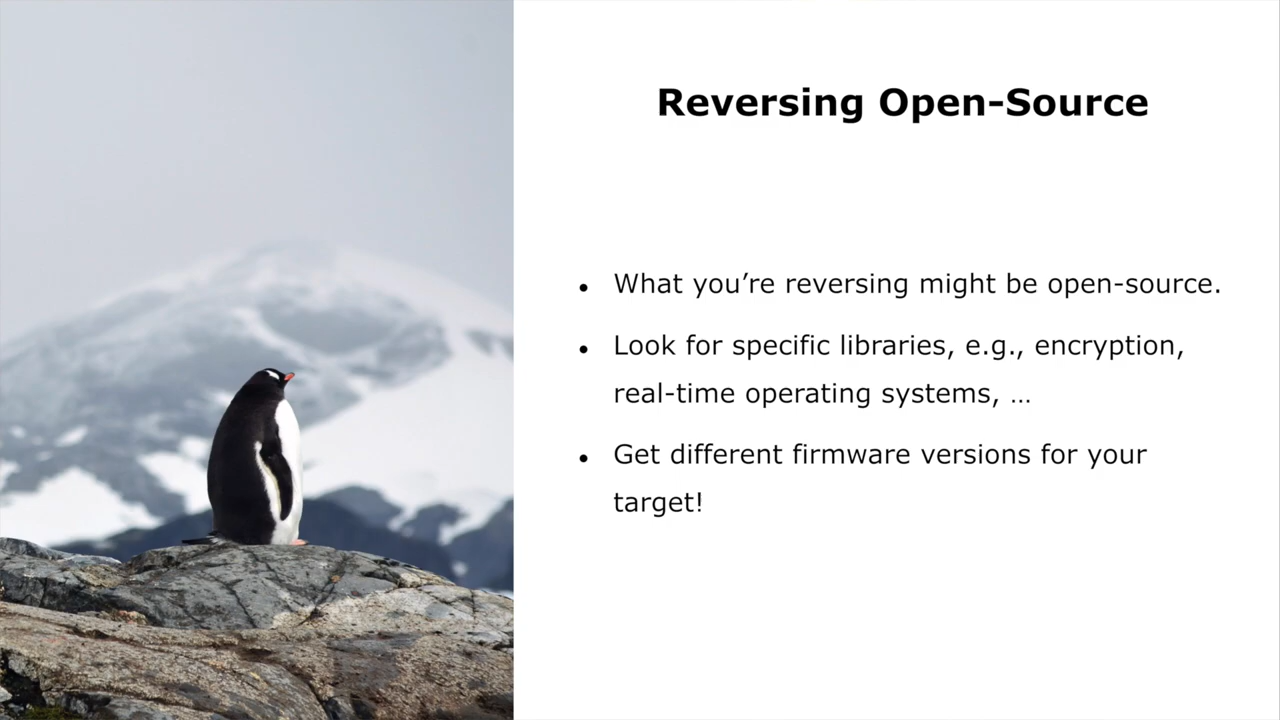 Reversing Open-Source
• What you’re reversing might be open-source.
• Look for specific libraries, e.g., encryption,
real-time operating systems, …
• Get different firmware versions for your
target!